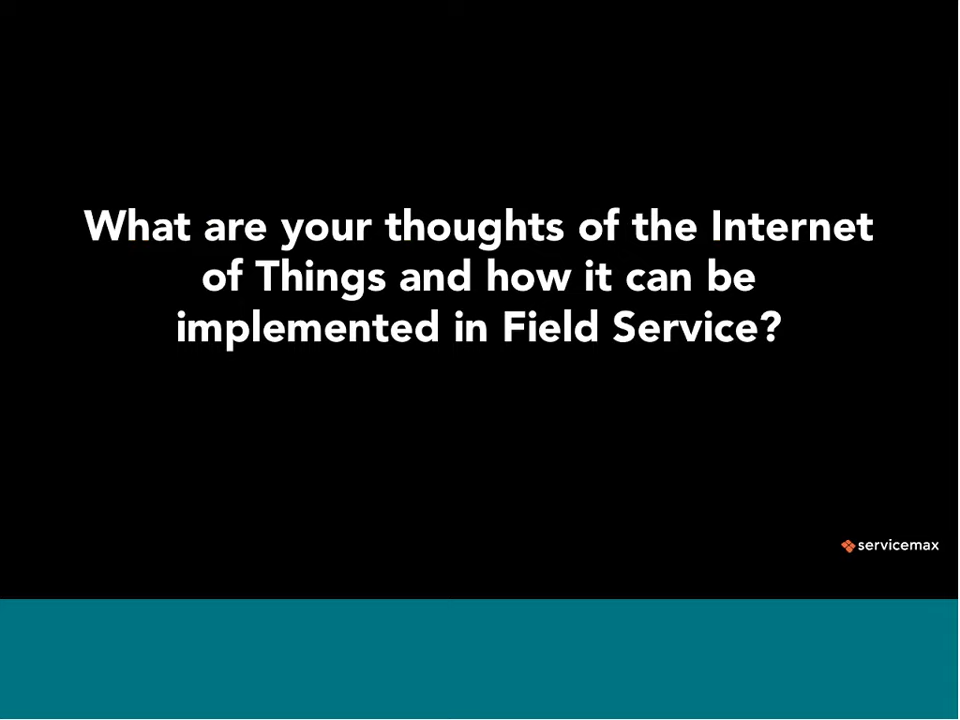 What are your thoughts of the Internet
of Things and how it can be
implemented in Field Service?
servicemax